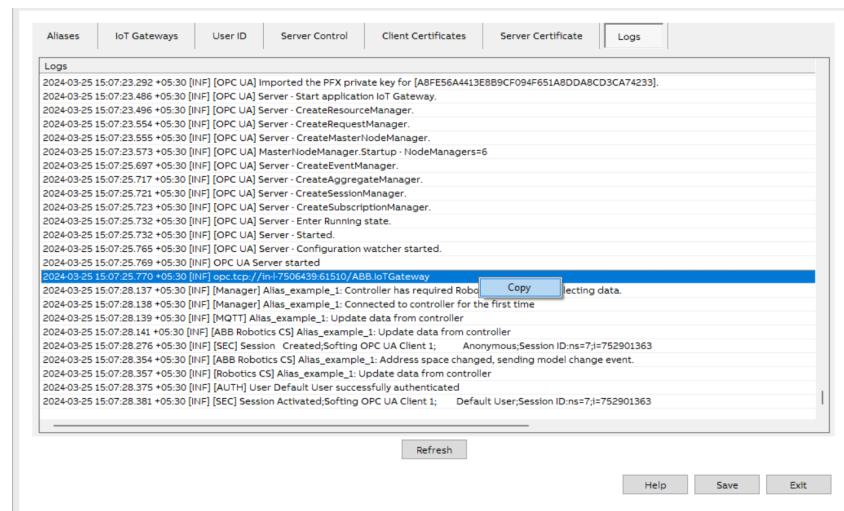 Aliases
IoT Gateways
User ID
Server Control
Client Certificates
Server Certificate
Logs
Logs
2024-03-25 15:07:23.292 +05:30 [INF] [OPC UA] Imported the PFX private key for [A8FE56A4413E8B9CF094F651A8DDA8CD3CA74233].
2024-03-25 15:07:23.486 +05:30 [INF] [OPC UA] Server - Start application IoT Gateway.
2024-03-25 15:07:23.496 +05:30 [INF] [OPC UA] Server - CreateResourceManager.
2024-03-25 15:07:23.554 +05:30 [INF] [OPC UA] Server - CreateRequestManager.
2024-03-25 15:07:23.555 +05:30 [INF] [OPC UA] Server - CreateMasterNodeManager.
2024-03-25 15:07:23.573 +05:30 [INF] [OPC UA] MasterNodeManager.Startup - NodeManagers=6
2024-03-25 15:07:25.697 +05:30 [INF] [OPC UA] Server - CreateEventManager.
2024-03-25 15:07:25.717 +05:30 [INF] [OPC UA] Server - CreateAggregateManager.
2024-03-25 15:07:25.721 +05:30 [INF] [OPC UA] Server - CreateSessionManager.
2024-03-25 15:07:25.723 +05:30 [INF] [OPC UA] Server - CreateSubscriptionManager.
2024-03-25 15:07:25.732 +05:30 [INF] [OPC UA] Server - Enter Running state.
2024-03-25 15:07:25.732 +05:30 [INF] [OPC UA] Server - Started.
2024-03-25 15:07:25.765 +05:30 [INF] [OPC UA] Server - Configuration watcher started.
2024-03-25 15:07:25.769 +05:30 [INF] OPC UA Server started
2024-03-25 15:07:25.770 +05:30 [INF] opc.tcp://in-l-7506439:61510/ABB.IoTGateway
2024-03-25 15:07:28.137 +05:30 [INF] [Manager] Alias_example_1: Controller has required Robo lecting data.
Copy
2024-03-25 15:07:28.138 +05:30 [INF] [Manager] Alias_example_1: Connected to controller for the first time
2024-03-25 15:07:28.139 +05:30 [INF] [MQTT] Alias_example_1: Update data from controller
2024-03-25 15:07:28.141 +05:30 [INF] [ABB Robotics CS] Alias_example_1: Update data from controller
2024-03-25 15:07:28.276 +05:30 [INF] [SEC] Session Created;Softing OPC UA Client 1; Anonymous;Session ID:ns=7;i=752901363
2024-03-25 15:07:28.354 +05:30 [INF] [ABB Robotics CS] Alias_example_1: Address space changed, sending model change event.
2024-03-25 15:07:28.357 +05:30 [INF] [Robotics CS] Alias_example_1: Update data from controller
2024-03-25 15:07:28.375 +05:30 [INF] [AUTH] User Default User successfully authenticated
2024-03-25 15:07:28.381 +05:30 [INF] [SEC] Session Activated;Softing OPC UA Client 1; Default User;Session ID:ns=7;i=752901363
Refresh
Help
Save
Exit